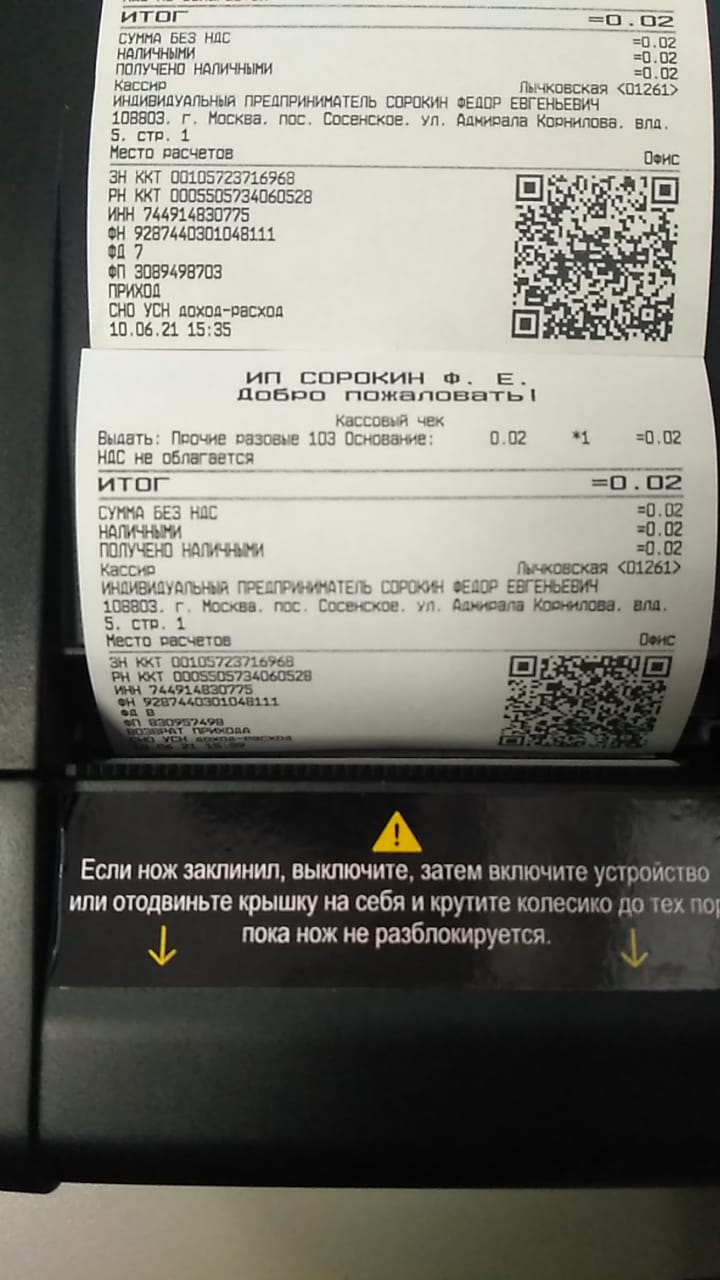 ИТОГ =0.02
СУММА БЕЗ НДС =0.02
НАЛИЧНЫМИ =0.02
ПОЛУЧЕНО НАЛИЧНЫМИ =0.02
Кассир Лычковская <01261>
ИНДИВИДУАЛЬНЫЙ ПРЕДПРИНИМАТЕЛЬ СОРОКИН ФЕДОР ЕВГЕНЬЕВИЧ
108803, г. Москва, пос. Сосенское, ул. Адмирала Корнилова, влд.
5, стр. 1
Место расчетов Офис
ЗН ККТ 00105723716968
РН ККТ 0005505734060528
ИНН 744914830775
ФН 9287440301048111
ФД 7
ФП 3089498703
ПРИХОД
СНО УСН доход-расход
10.06.21 15:35
ИП СОРОКИН Ф. Е.
Добро пожаловать!
Кассовый чек
Выдать: Прочие разовые 103 Основание: 0.02 *1 =0.02
НДС не облагается
ИТОГ =0.02
СУММА БЕЗ НДС =0.02
НАЛИЧНЫМИ =0.02
ПОЛУЧЕНО НАЛИЧНЫМИ =0.02
Кассир Лычковская <01261>
ИНДИВИДУАЛЬНЫЙ ПРЕДПРИНИМАТЕЛЬ СОРОКИН ФЕДОР ЕВГЕНЬЕВИЧ
108803, г. Москва, пос. Сосенское, ул. Адмирала Корнилова, влд.
5, стр. 1
Место расчетов Офис
ЗН ККТ 00105723716968
РН ККТ 0005505734060528
ИНН 744914830775
ФН 9287440301048111
ФД 8
ФП 830957498
ВОЗВРАТ ПРИХОДА
СНО УСН доход-расход
Если нож заклинил, выключите, затем включите устройство
или отодвиньте крышку на себя и крутите колесико до тех пор
пока нож не разблокируется.